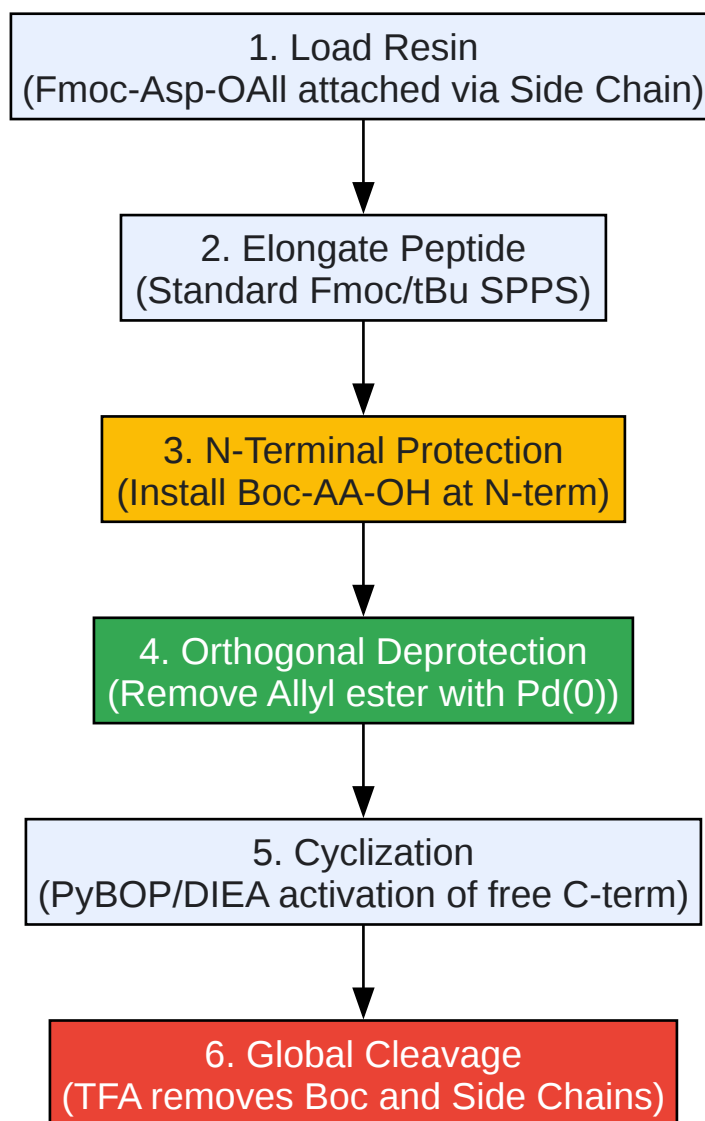 1. Load Resin
(Fmoc-Asp-OAll attached via Side Chain)
2. Elongate Peptide
(Standard Fmoc/tBu SPPS)
3. N-Terminal Protection
(Install Boc-AA-OH at N-term)
4. Orthogonal Deprotection
(Remove Allyl ester with Pd(0))
5. Cyclization
(PyBOP/DIEA activation of free C-term)
6. Global Cleavage
(TFA removes Boc and Side Chains)